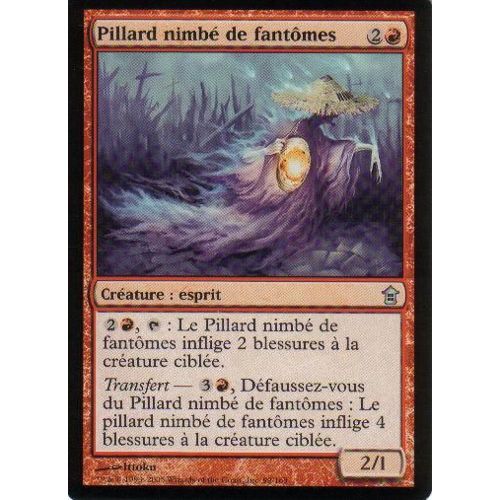 Pillard nimbé de fantômes 2
Créature : esprit
2 , : Le Pillard nimbé de
fantômes inflige 2 blessures à la
créature ciblée.
Transfert — 3 , Défaussez-vous
du Pillard nimbé de fantômes : Le
pillard nimbé de fantômes inflige 4
blessures à la créature ciblée.
Ittoku
2/1